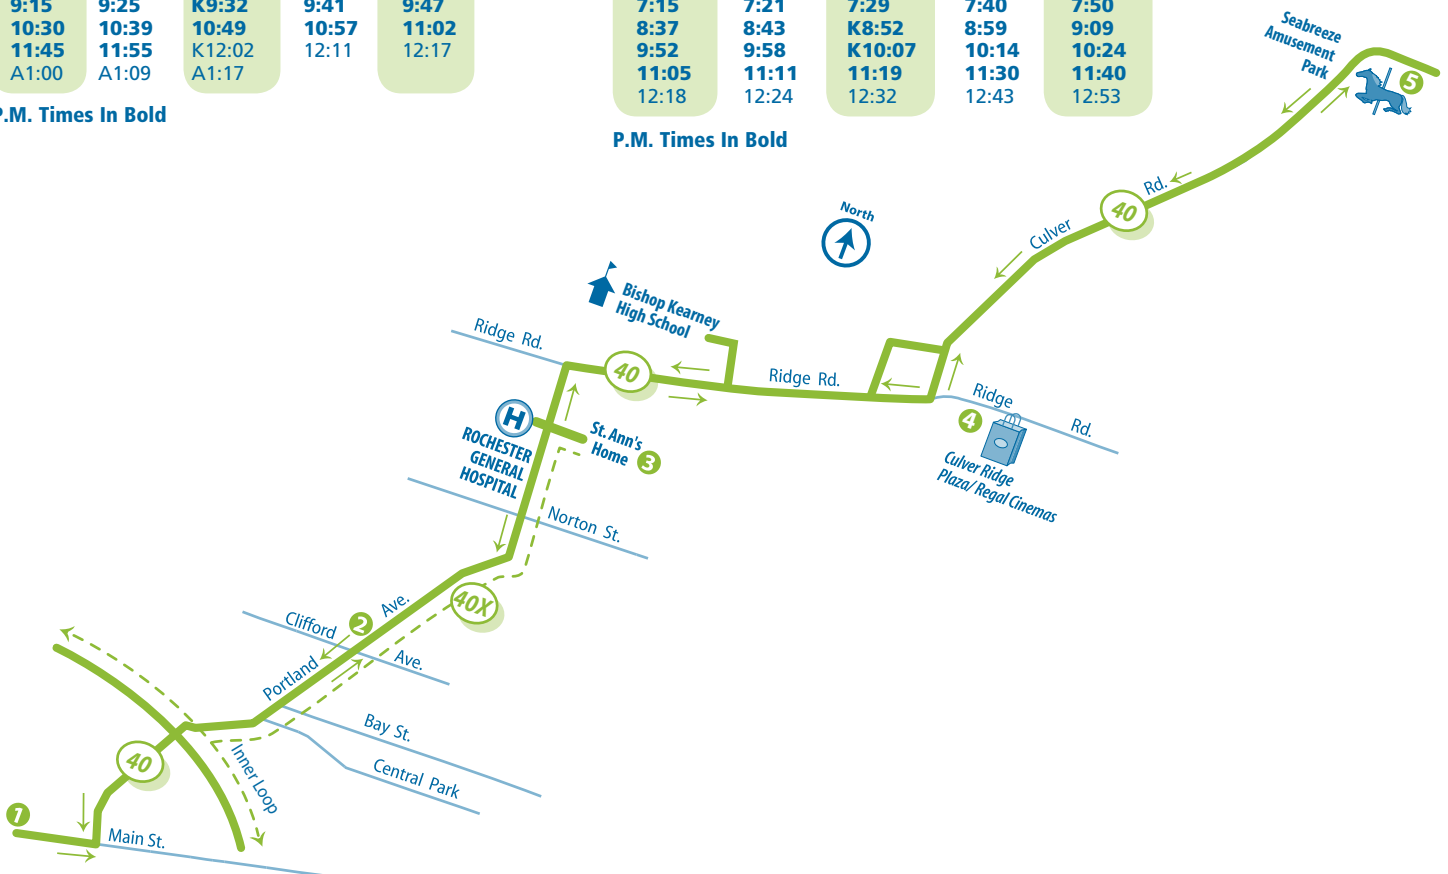 9:15 9:25 K9:32 9:41 9:47
10:30 10:39 10:49 10:57 11:02
11:45 11:55 K12:02 12:11 12:17
A1:00 A1:09 A1:17
P.M. Times In Bold
7:15 7:21 7:29 7:40 7:50
8:37 8:43 K8:52 8:59 9:09
9:52 9:58 K10:07 10:14 10:24
11:05 11:11 11:19 11:30 11:40
12:18 12:24 12:32 12:43 12:53
P.M. Times In Bold
Seabreeze
Amusement
Park
5
Rd.
40
Culver
North
Bishop Kearney
High School
Ridge Rd.
40
Ridge Rd.
Ridge
Rd.
4
Culver Ridge
Plaza/Regal Cinemas
H
ROCHESTER
GENERAL
HOSPITAL
St. Ann's
Home
3
Norton St.
40X
Ave.
2
Clifford
Ave.
Portland
Bay St.
Central Park
Inner Loop
40
1
Main St.